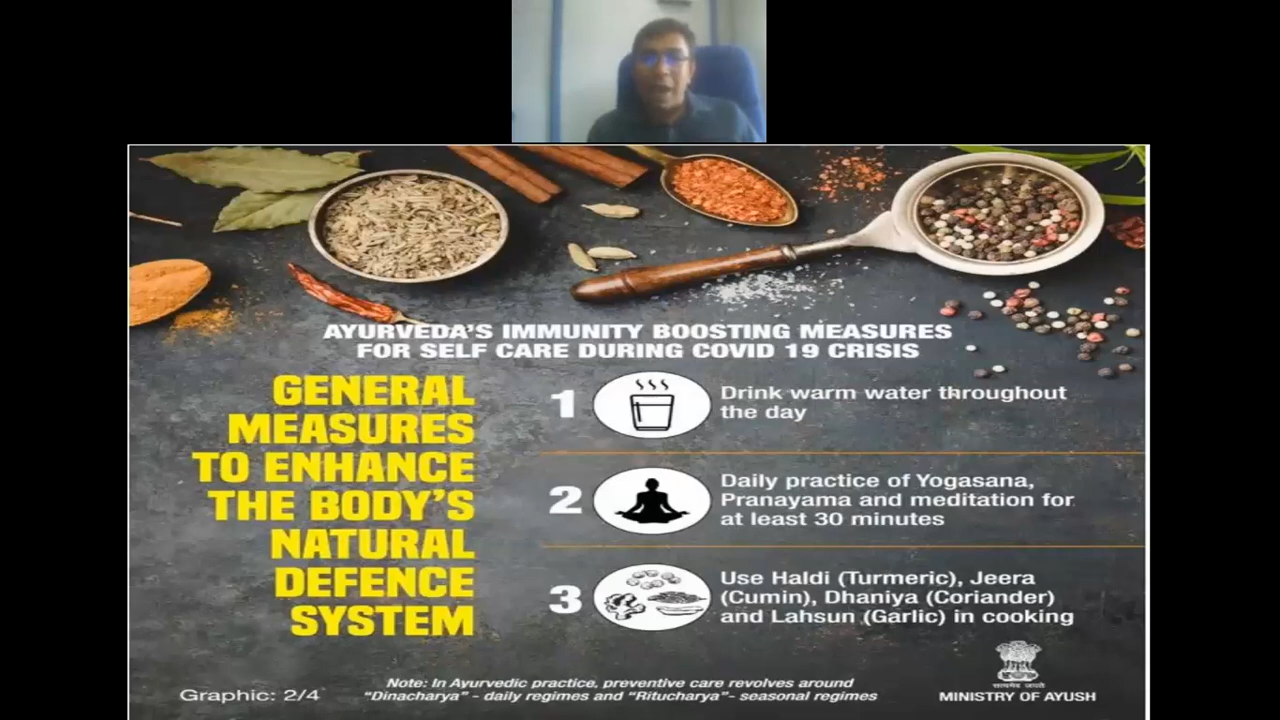 AYURVEDA'S IMMUNITY BOOSTING MEASURES
FOR SELF CARE DURING COVID 19 CRISIS
GENERAL
MEASURES
TO ENHANCE
THE BODY'S
NATURAL
DEFENCE
SYSTEM
1
Drink warm water throughout
the day
2
Daily practice of Yogasana,
Pranayama and meditation for
at least 30 minutes
3
Use Haldi (Turmeric), Jeera
(Cumin), Dhaniya (Coriander)
and Lahsun (Garlic) in cooking
Graphic: 2/4
Note: In Ayurvedic practice, preventive care revolves around
"Dinacharya" - daily regimes and "Ritucharya"- seasonal regimes
सत्यमेव जयते
MINISTRY OF AYUSH